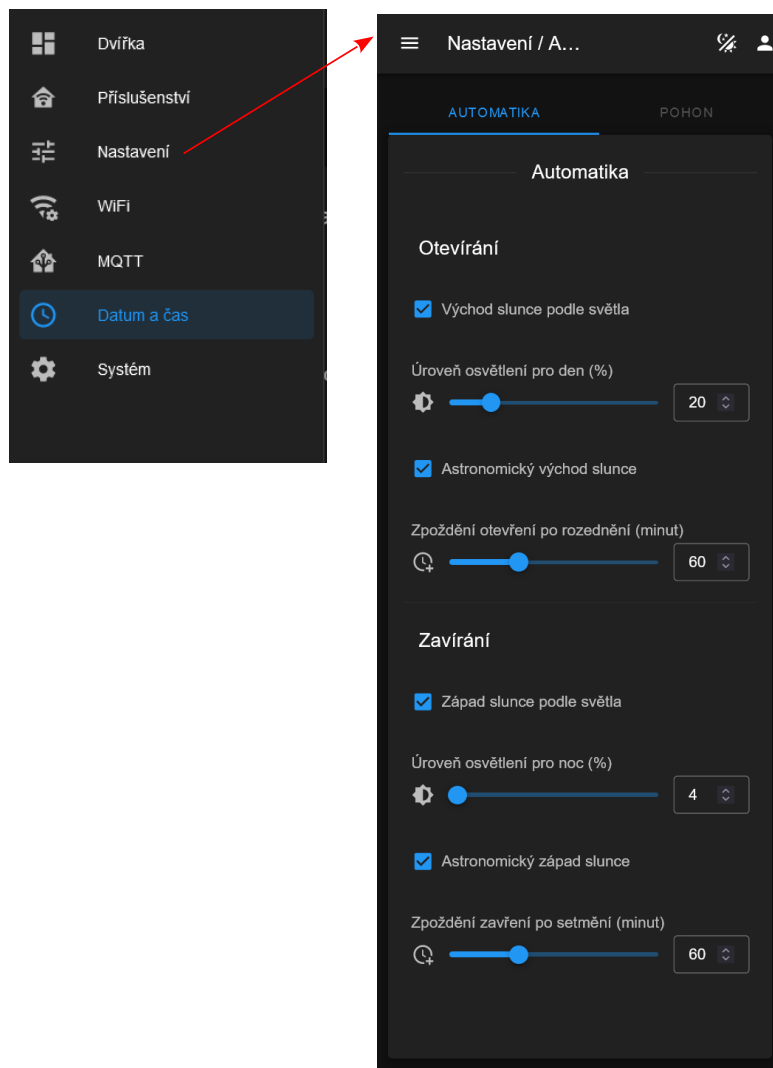 Dvířka
Příslušenství
Nastavení
WiFi
MQTT
Datum a čas
Systém
Nastavení / A...
AUTOMATIKA
POHON
Automatika
Otevírání
Východ slunce podle světla
Úroveň osvětlení pro den (%)
20
Astronomický východ slunce
Zpoždění otevření po rozednění (minut)
60
Zavírání
Západ slunce podle světla
Úroveň osvětlení pro noc (%)
4
Astronomický západ slunce
Zpoždění zavření po setmění (minut)
60